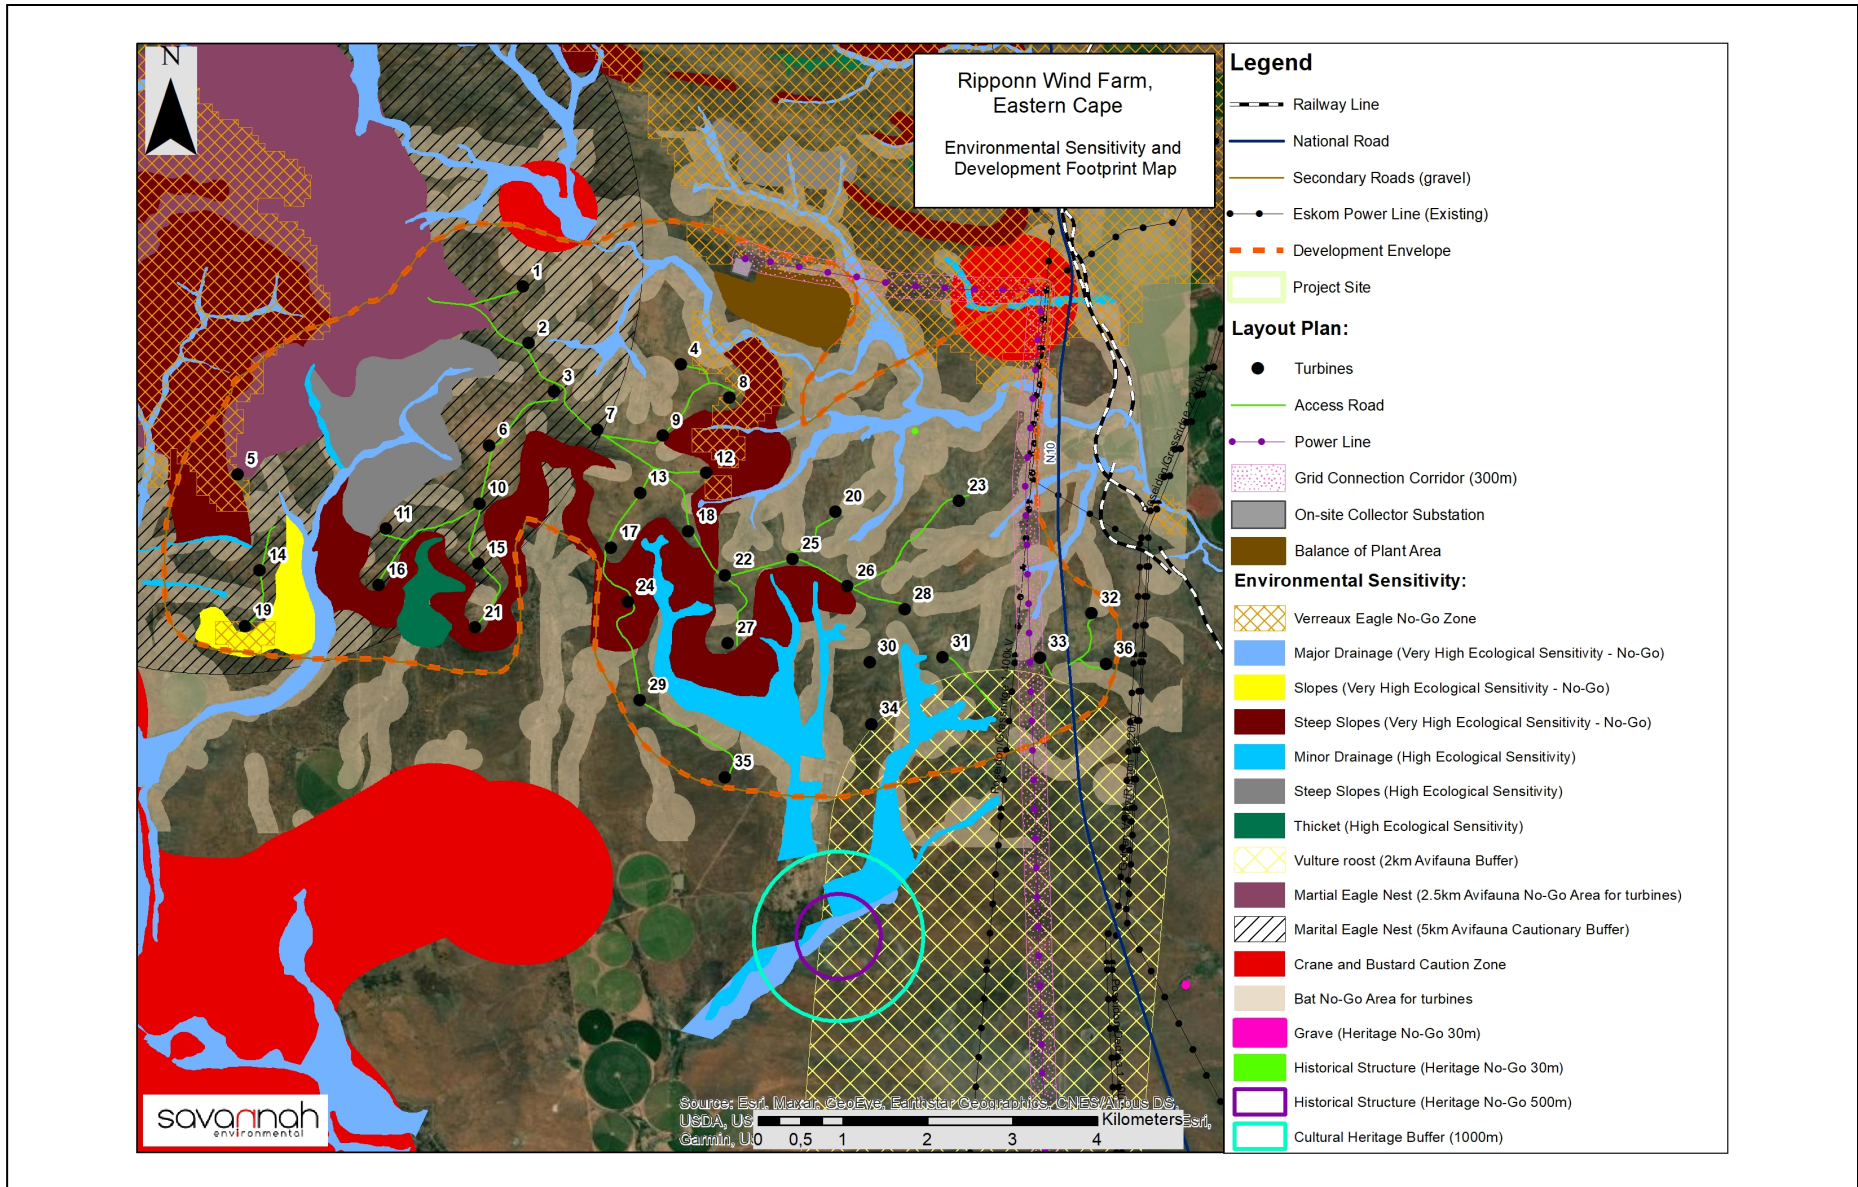 N
Ripponn Wind Farm,
Eastern Cape
Environmental Sensitivity and
Development Footprint Map
1
2
3
4
5
6
7
8
9
10
11
12
13
14
15
16
17
18
19
20
21
22
23
24
25
26
27
28
29
30
31
32
33
34
35
36
N10
savannah
environmental
Source: Esri, Maxar, GeoEye, Earthstar Geographics, CNES/Airbus DS,
USDA, US
Esri,
Garmin,
Kilometers
0 0,5 1 2 3 4
Legend
Railway Line
National Road
Secondary Roads (gravel)
Eskom Power Line (Existing)
Development Envelope
Project Site
Layout Plan:
Turbines
Access Road
Power Line
Grid Connection Corridor (300m)
On-site Collector Substation
Balance of Plant Area
Environmental Sensitivity:
Verreaux Eagle No-Go Zone
Major Drainage (Very High Ecological Sensitivity - No-Go)
Slopes (Very High Ecological Sensitivity - No-Go)
Steep Slopes (Very High Ecological Sensitivity - No-Go)
Minor Drainage (High Ecological Sensitivity)
Steep Slopes (High Ecological Sensitivity)
Thicket (High Ecological Sensitivity)
Vulture roost (2km Avifauna Buffer)
Martial Eagle Nest (2.5km Avifauna No-Go Area for turbines)
Marital Eagle Nest (5km Avifauna Cautionary Buffer)
Crane and Bustard Caution Zone
Bat No-Go Area for turbines
Grave (Heritage No-Go 30m)
Historical Structure (Heritage No-Go 30m)
Historical Structure (Heritage No-Go 500m)
Cultural Heritage Buffer (1000m)